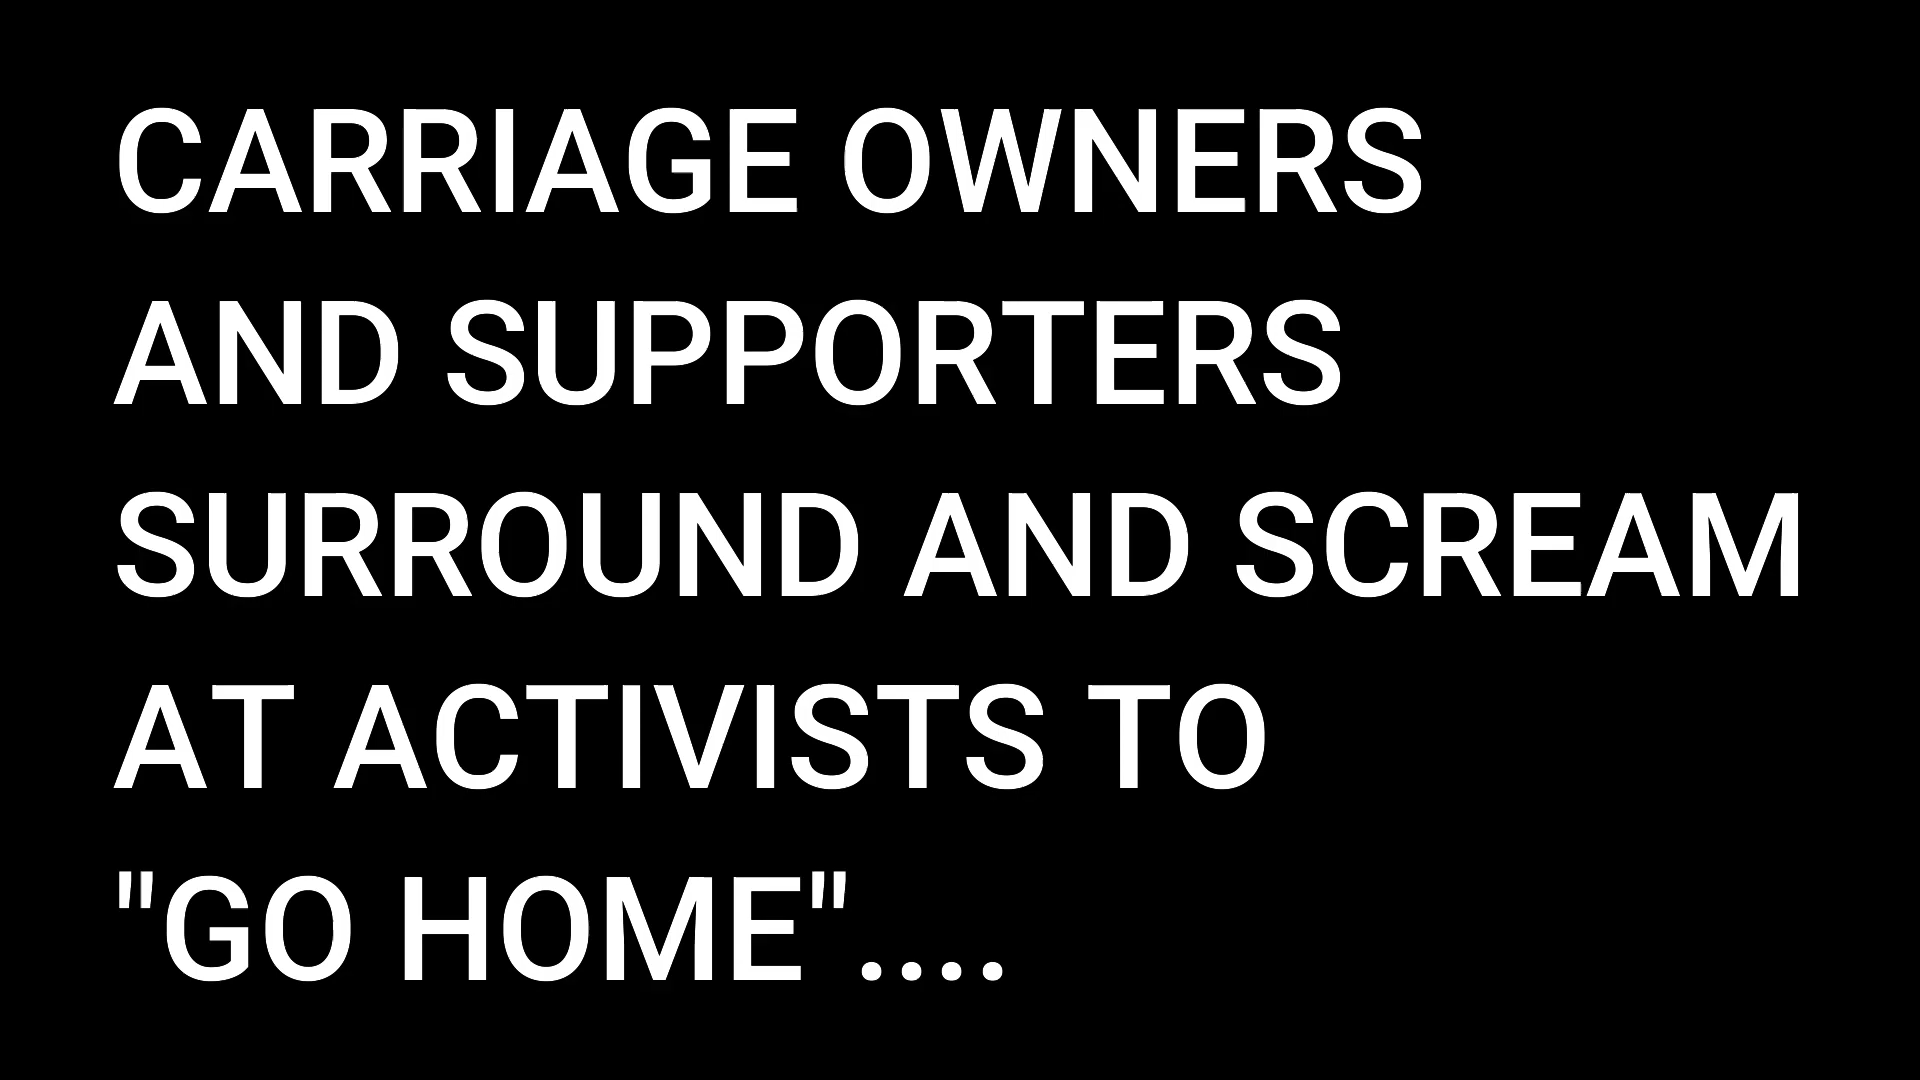 CARRIAGE OWNERS
AND SUPPORTERS
SURROUND AND SCREAM
AT ACTIVISTS TO
"GO HOME"....